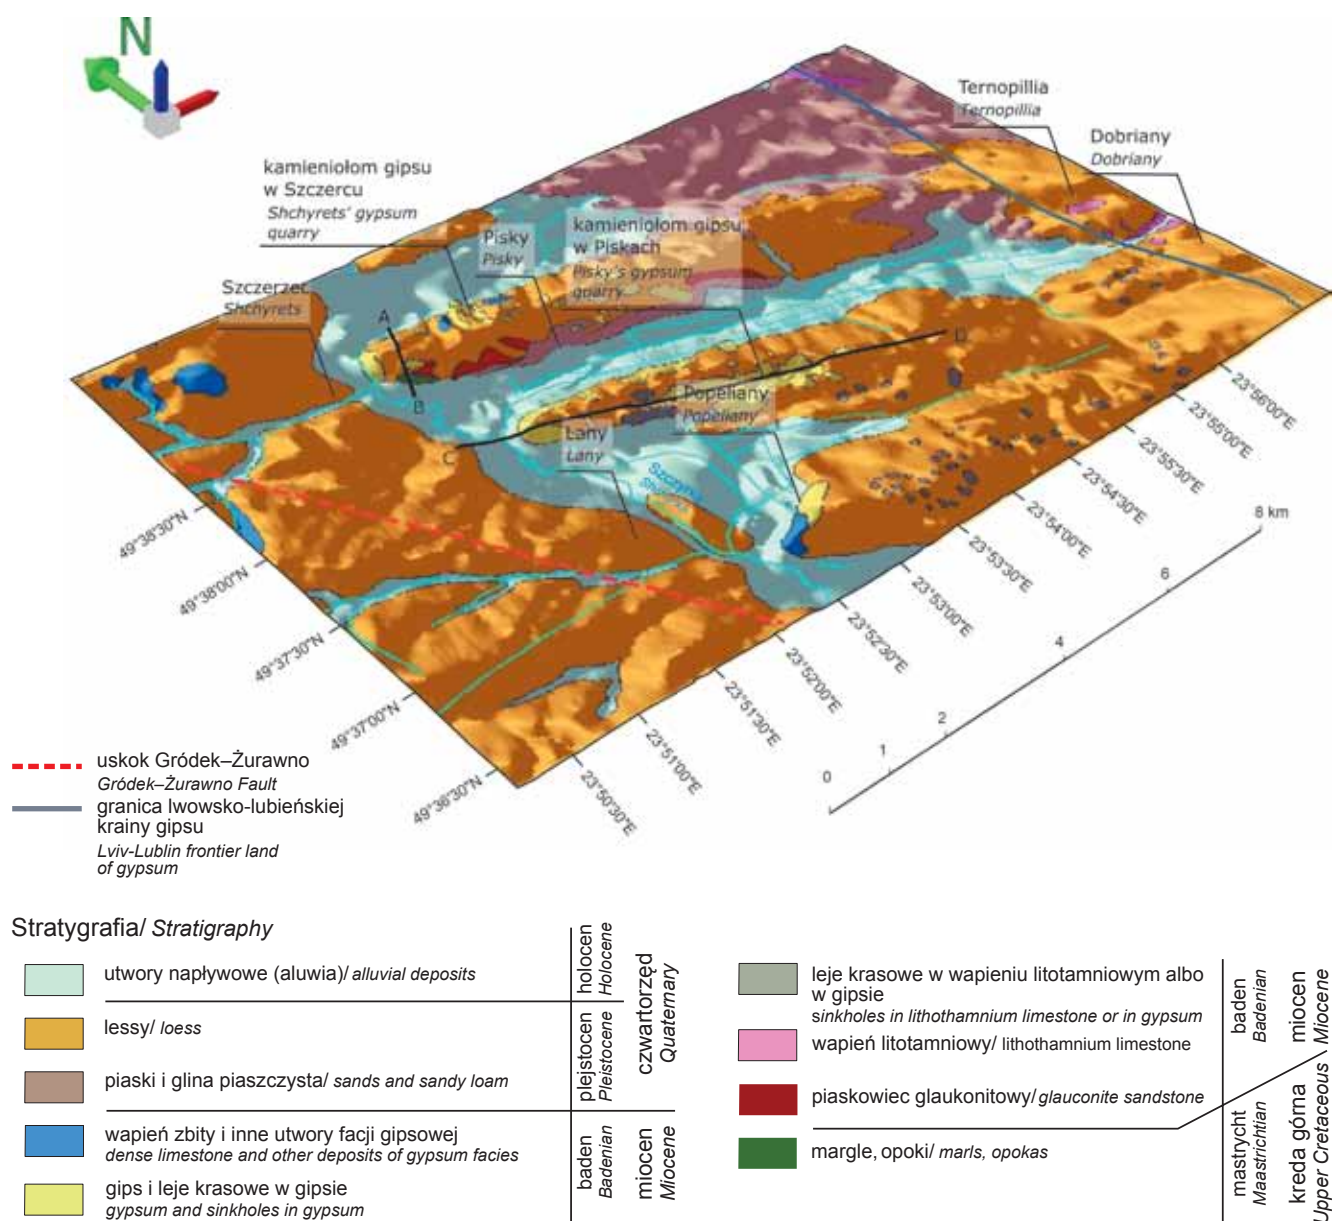 N
Ternopillia
Ternopillia
Dobriany
Dobriany
kamieniołom gipsu
w Szczercu
Shchyrets' gypsum
quarry
Pisky
Pisky
kamieniołom gipsu
w Piskach
Pisky's gypsum
quarry
Szczerzec
Shchyrets
A
B
C
D
Popeliany
Popeliany
Łany
Łany
49°38'30"N
49°38'00"N
49°37'30"N
49°37'00"N
49°36'30"N
23°50'30"E
23°51'00"E
23°51'30"E
23°52'00"E
23°52'30"E
23°53'00"E
23°53'30"E
23°54'00"E
23°54'30"E
23°55'30"E
23°55'00"E
23°56'00"E
0
1
2
4
6
8 km
uskok Gródek–Żurawno
Gródek–Żurawno Fault
granica lwowsko-lubieńskiej
krainy gipsu
Lviv-Lublin frontier land
of gypsum
Stratygrafia/ Stratigraphy
utwory napływowe (aluwia)/ alluvial deposits
lessy/ loess
piaski i glina piaszczysta/ sands and sandy loam
wapień zbity i inne utwory facji gipsowej
dense limestone and other deposits of gypsum facies
gips i leje krasowe w gipsie
gypsum and sinkholes in gypsum
holocen
Holocene
plejstocen
Pleistocene
czwartorzęd
Quaternary
baden
Badenian
miocen
Miocene
leje krasowe w wapieniu litotamniowym albo
w gipsie
sinkholes in lithothamnium limestone or in gypsum
wapień litotamniowy/ lithothamnium limestone
piaskowiec glaukonitowy/ glauconite sandstone
margle, opoki/ marls, opokas
baden
Badenian
miocen
Miocene
mastrycht
Maastrichtian
kreda górna
Upper Cretaceous